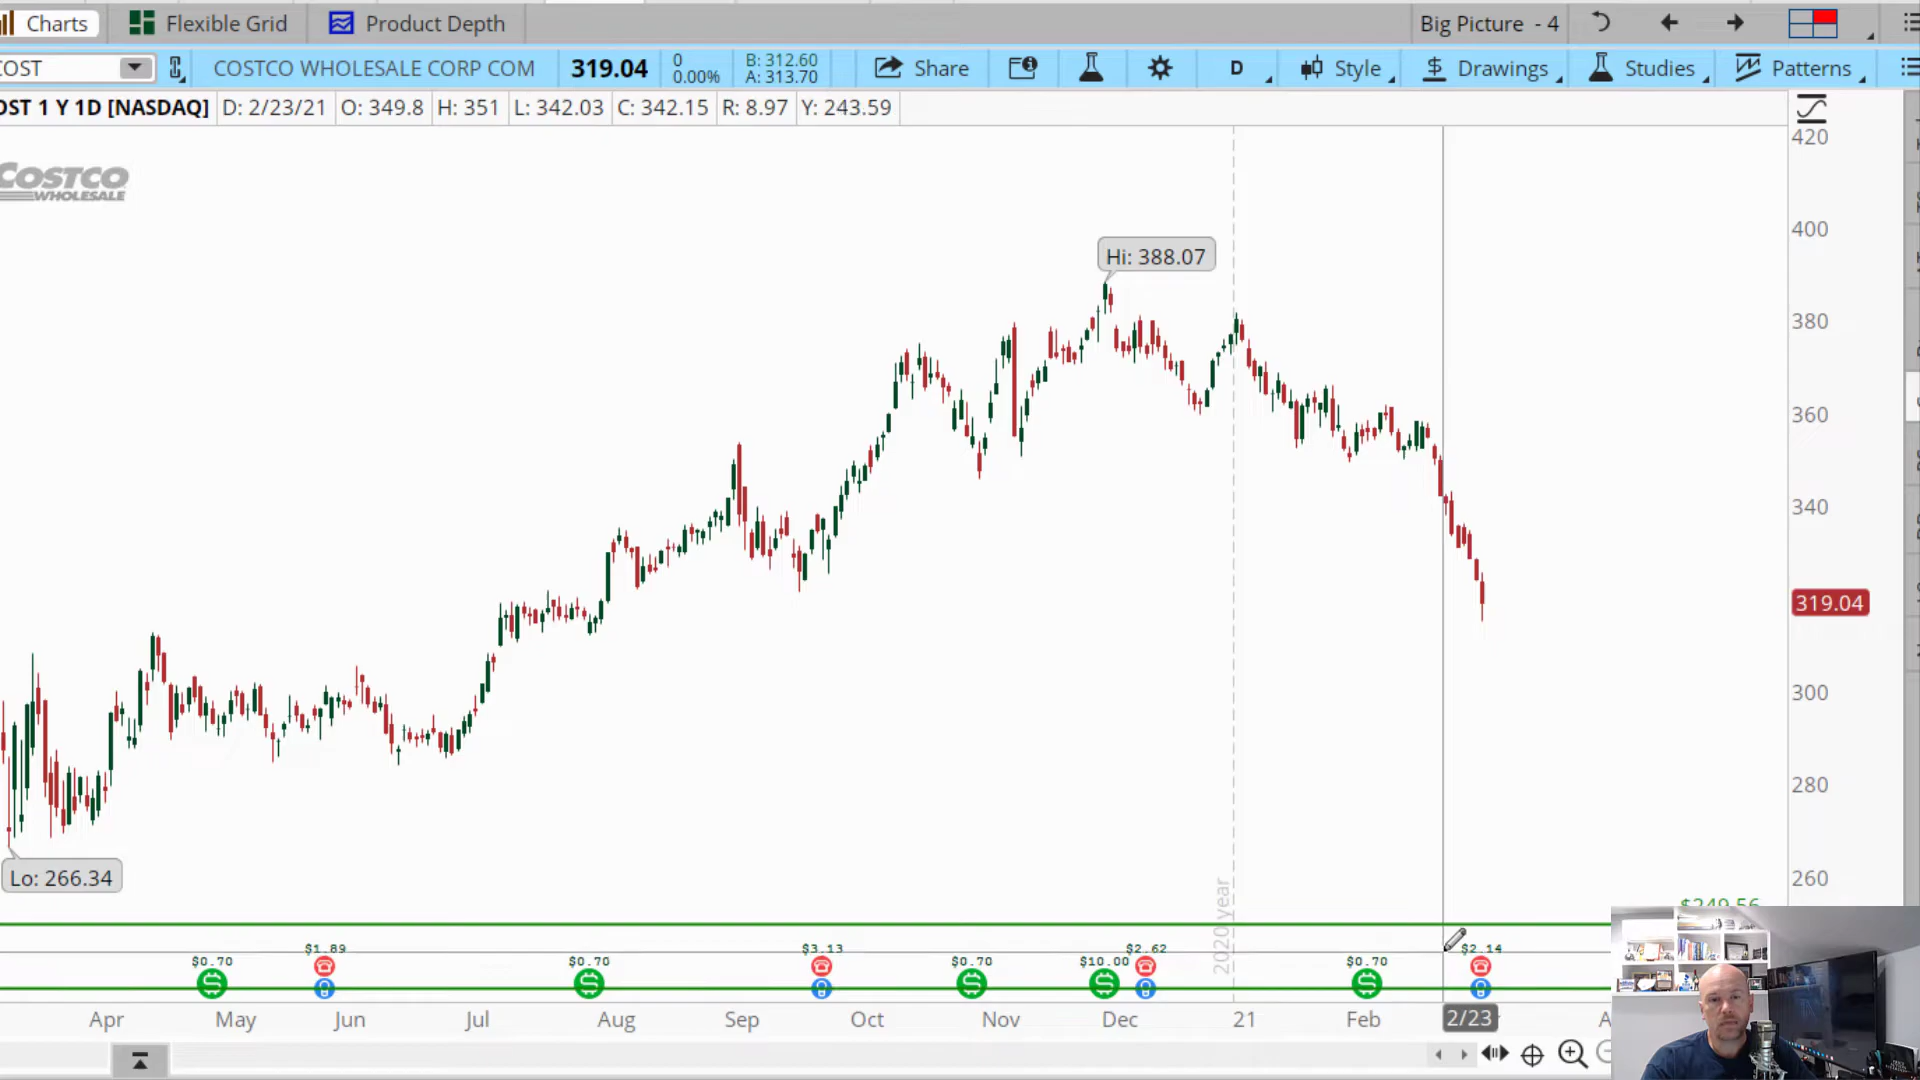 Charts Flexible Grid Product Depth Big Picture - 4
COST COSTCO WHOLESALE CORP COM 319.04 0 0.00% B: 312.60 A: 313.70 Share D Style Drawings Studies Patterns
OST 1 Y 1D [NASDAQ] D: 2/23/21 O: 349.8 H: 351 L: 342.03 C: 342.15 R: 8.97 Y: 243.59
420
COSTCO
WHOLESALE
400
Hi: 388.07
380
360
340
319.04
300
280
Lo: 266.34
260
$249.56
2020 year
$1.89 $3.13 $2.62 $2.14
$0.70 $0.70 $0.70 $10.00 $0.70
Apr May Jun Jul Aug Sep Oct Nov Dec 21 Feb 2/23